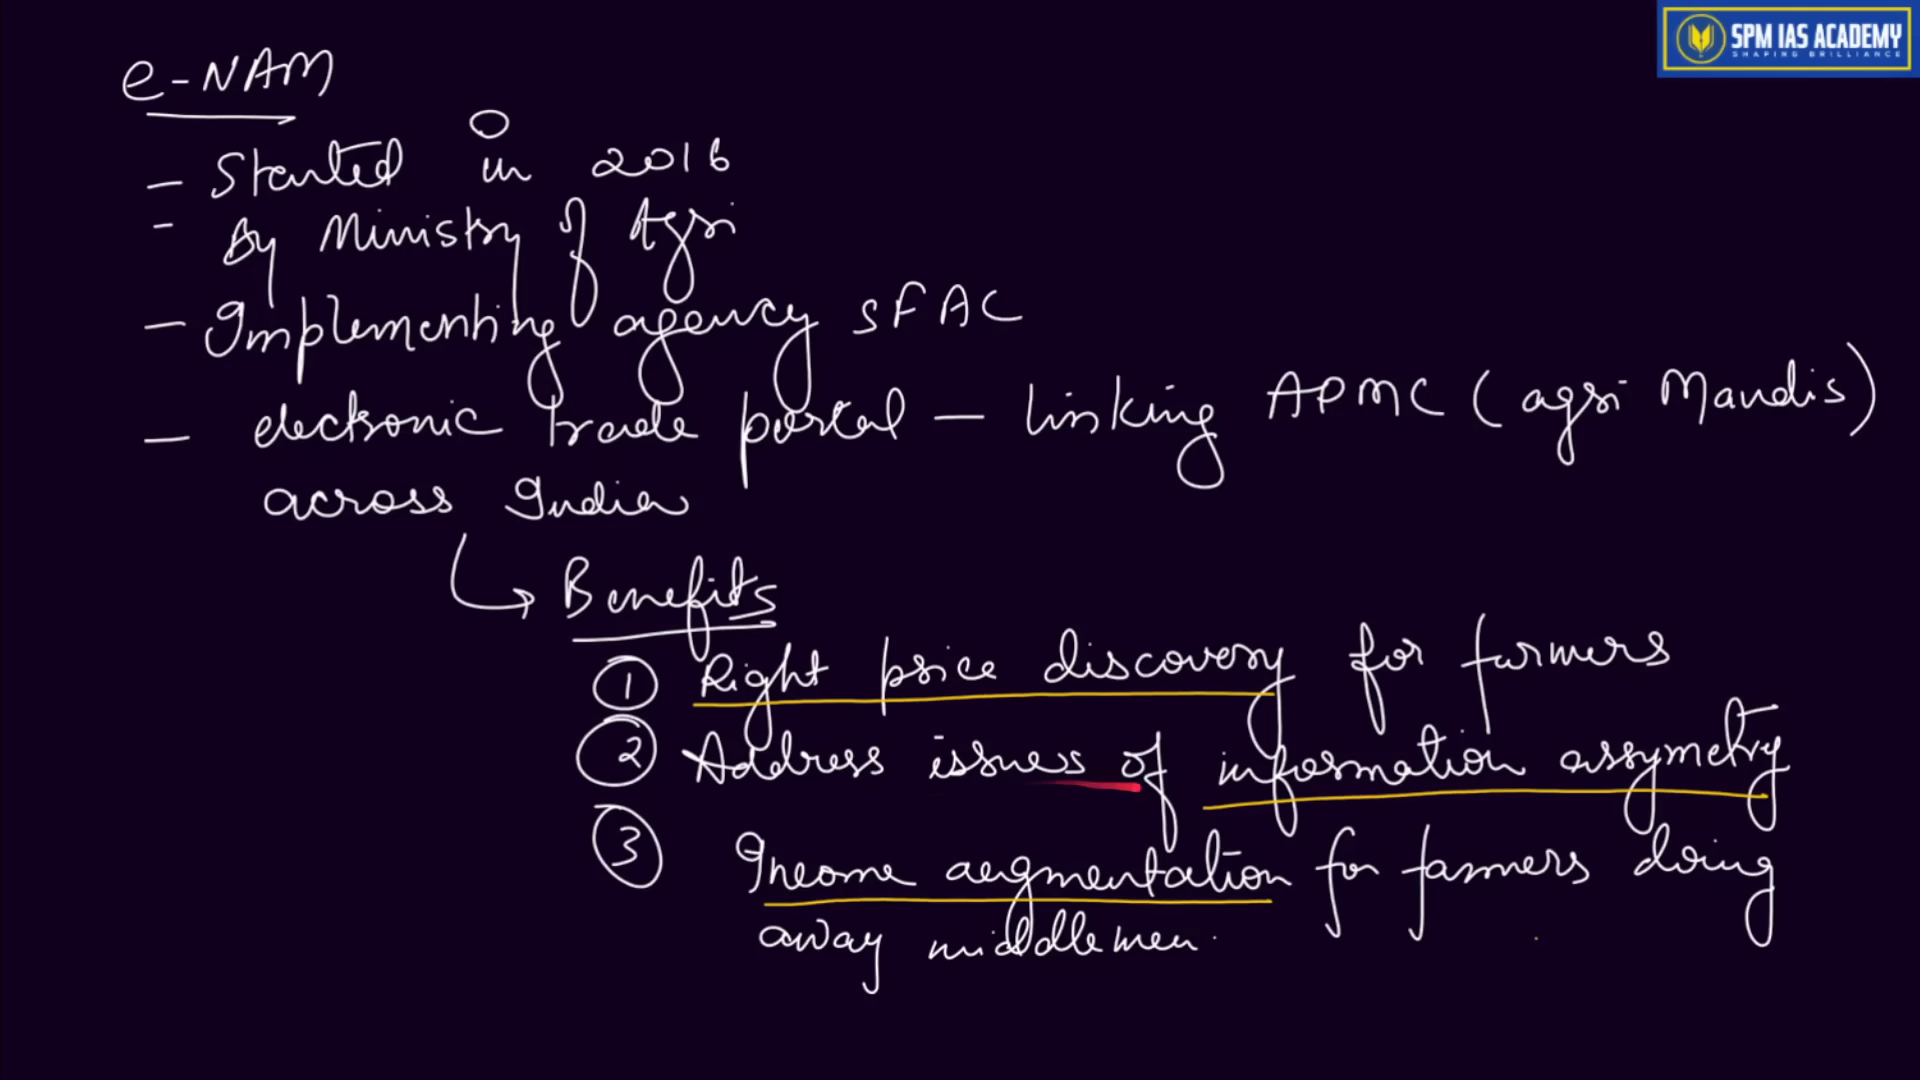 SPM IAS ACADEMY
SHAPING BRILLIANCE
e-NAM
- Started in 2016
- By Ministry of Agri
- Implementing agency SFAC
- electronic trade portal - linking APMC (agri Mandis)
across India
Benefits
1 Right price discovery for farmers
2 Address issues of information assymetry
3 Income augmentation for farmers doing
away middlemen.